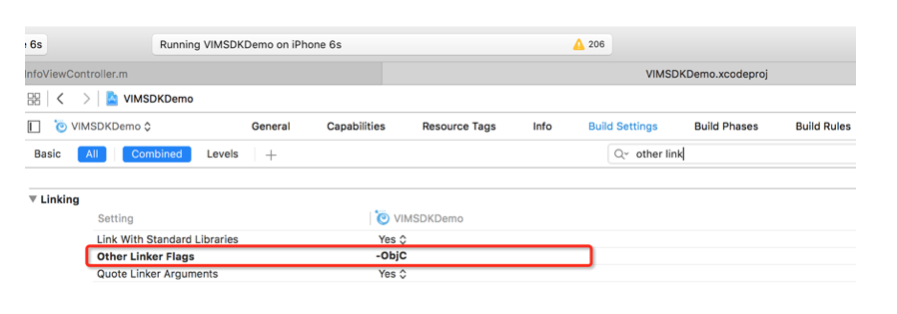 6s Running VIMSDKDemo on iPhone 6s 206
InfoViewController.m VIMSDKDemo.xcodeproj
VIMSDKDemo
VIMSDKDemo General Capabilities Resource Tags Info Build Settings Build Phases Build Rules
Basic All Combined Levels + other link
Linking
Setting VIMSDKDemo
Link With Standard Libraries Yes
Other Linker Flags -ObjC
Quote Linker Arguments Yes